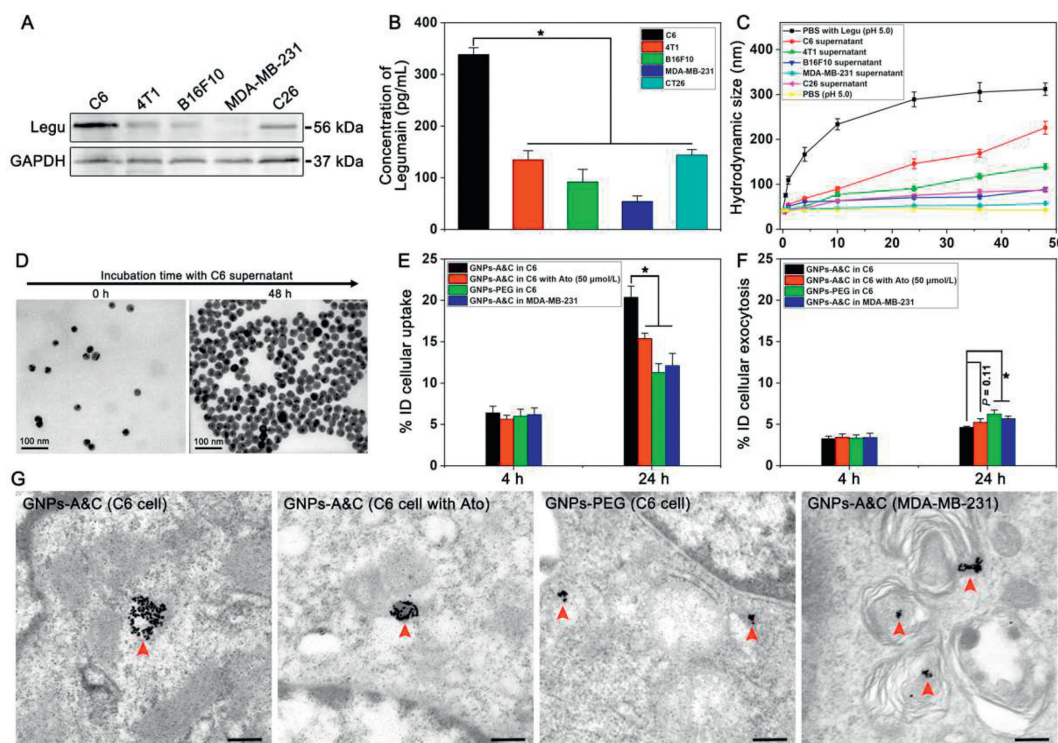 A
C6
4T1
B16F10
MDA-MB-231
C26
Legu
56 kDa
GAPDH
37 kDa
B
Concentration of
Legumain (pg/mL)
400
300
200
100
0
*
C6
4T1
B16F10
MDA-MB-231
CT26
C
Hydrodynamic size (nm)
400
300
200
100
0
PBS with Legu (pH 5.0)
C6 supernatant
4T1 supernatant
B16F10 supernatant
MDA-MB-231 supernatant
C26 supernatant
PBS (pH 5.0)
0 10 20 30 40 50
D
Incubation time with C6 supernatant
0 h 48 h
100 nm 100 nm
E
% ID cellular uptake
25
20
15
10
5
0
GNPs-A&C in C6
GNPs-A&C in C6 with Ato (50 μmol/L)
GNPs-PEG in C6
GNPs-A&C in MDA-MB-231
*
4 h 24 h
F
% ID cellular exocytosis
25
20
15
10
5
0
GNPs-A&C in C6
GNPs-A&C in C6 with Ato (50 μmol/L)
GNPs-PEG in C6
GNPs-A&C in MDA-MB-231
P = 0.11
*
4 h 24 h
G
GNPs-A&C (C6 cell)
GNPs-A&C (C6 cell with Ato)
GNPs-PEG (C6 cell)
GNPs-A&C (MDA-MB-231)